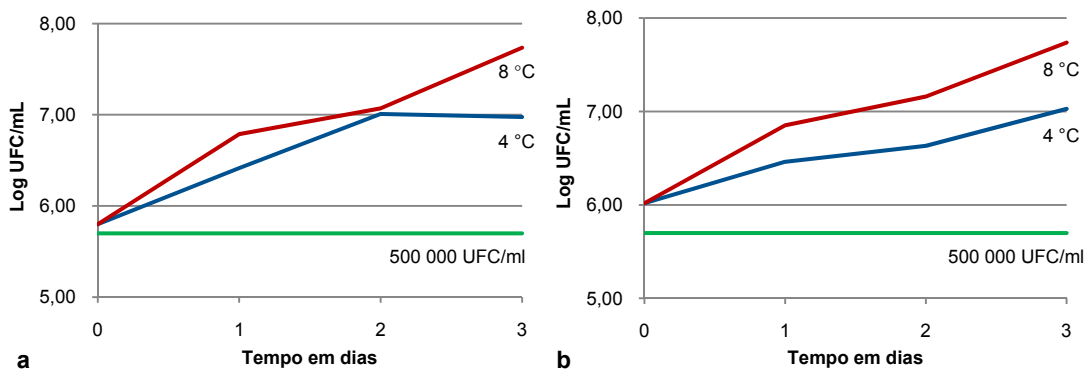 8,00
7,00
6,00
5,00
Log UFC/mL
8 °C
4 °C
500 000 UFC/ml
0 1 2 3
Tempo em dias
a
8,00
7,00
6,00
5,00
Log UFC/mL
8 °C
4 °C
500 000 UFC/ml
0 1 2 3
Tempo em dias
b